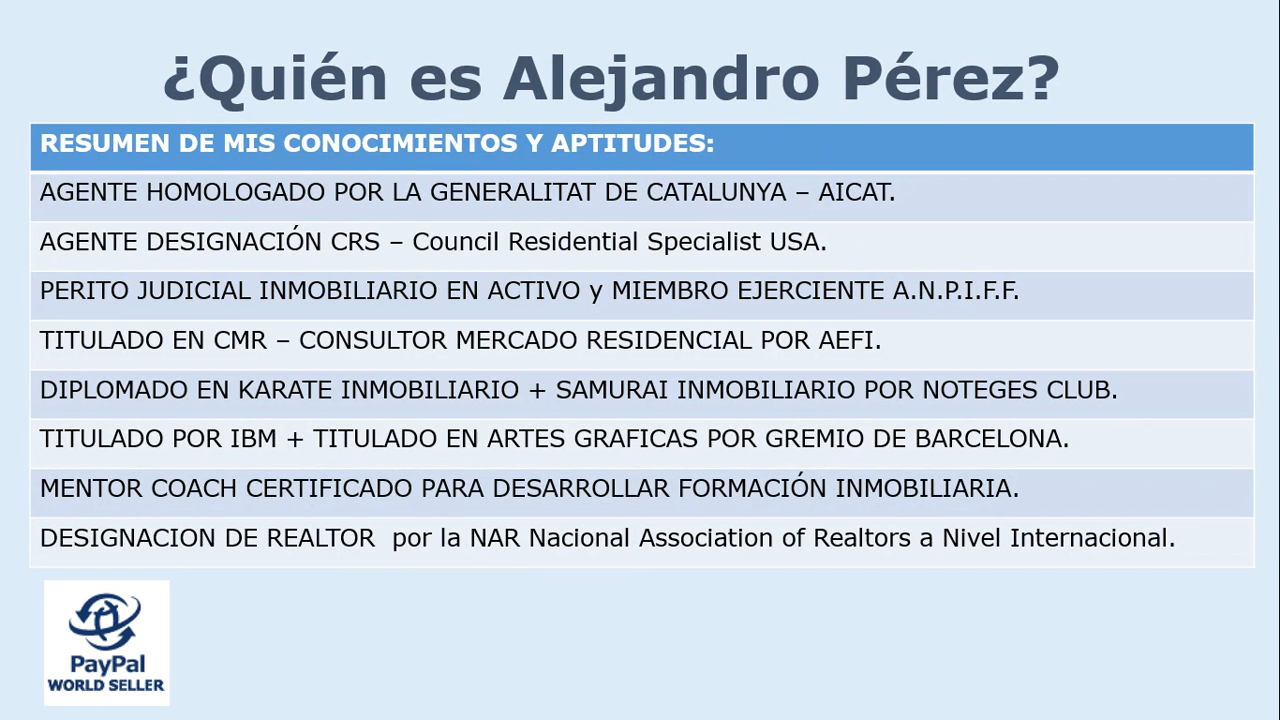 ¿Quién es Alejandro Pérez?
RESUMEN DE MIS CONOCIMIENTOS Y APTITUDES:
AGENTE HOMOLOGADO POR LA GENERALITAT DE CATALUNYA – AICAT.
AGENTE DESIGNACIÓN CRS – Council Residential Specialist USA.
PERITO JUDICIAL INMOBILIARIO EN ACTIVO y MIEMBRO EJERCIENTE A.N.P.I.F.F.
TITULADO EN CMR – CONSULTOR MERCADO RESIDENCIAL POR AEFI.
DIPLOMADO EN KARATE INMOBILIARIO + SAMURAI INMOBILIARIO POR NOTEGES CLUB.
TITULADO POR IBM + TITULADO EN ARTES GRAFICAS POR GREMIO DE BARCELONA.
MENTOR COACH CERTIFICADO PARA DESARROLLAR FORMACIÓN INMOBILIARIA.
DESIGNACION DE REALTOR  por la NAR Nacional Association of Realtors a Nivel Internacional.
PayPal
WORLD SELLER